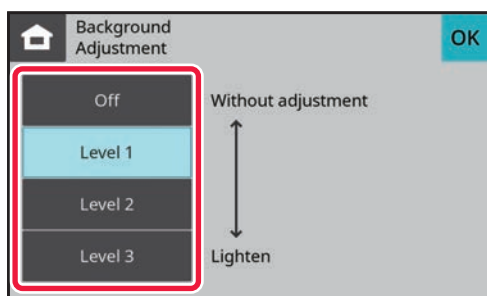 Background
Adjustment
OK
Off
Without adjustment
Level 1
Level 2
Level 3
Lighten